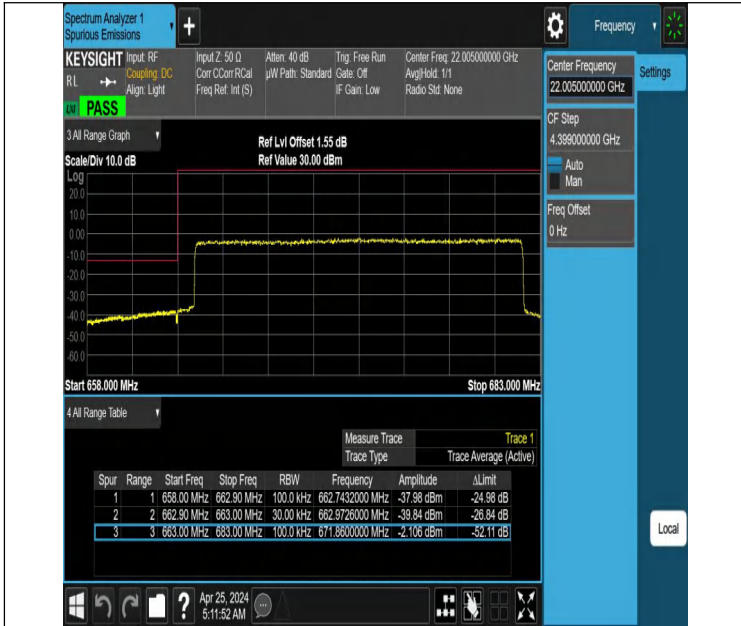 Spectrum Analyzer 1
Spurious Emissions
+
Frequency
KEYSIGHT Input: RF Input Z: 50 Ω Atten: 40 dB Trig: Free Run Center Freq: 22.005000000 GHz
RL Coupling: DC Corr CCorr RCal µW Path: Standard Gate: Off Avg|Hold: 1/1
Align: Light Freq Ref: Int (S) IF Gain: Low Radio Std: None
PASS
Center Frequency
22.005000000 GHz
Settings
CF Step
4.399000000 GHz
Auto
Man
Freq Offset
0 Hz
3 All Range Graph
Ref Lvl Offset 1.55 dB
Scale/Div 10.0 dB Ref Value 30.00 dBm
Log
20.0
10.0
0.00
-10.0
-20.0
-30.0
-40.0
-50.0
-60.0
Start 658.000 MHz Stop 683.000 MHz
4 All Range Table
Measure Trace Trace 1
Trace Type Trace Average (Active)
Spur Range Start Freq Stop Freq RBW Frequency Amplitude ΔLimit
1 1 658.00 MHz 662.90 MHz 100.0 kHz 662.7432000 MHz -37.98 dBm -24.98 dB
2 2 662.90 MHz 663.00 MHz 30.00 kHz 662.9726000 MHz -39.84 dBm -26.84 dB
3 3 663.00 MHz 683.00 MHz 100.0 kHz 671.8600000 MHz -2.106 dBm -52.11 dB
Local
? Apr 25, 2024
5:11:52 AM